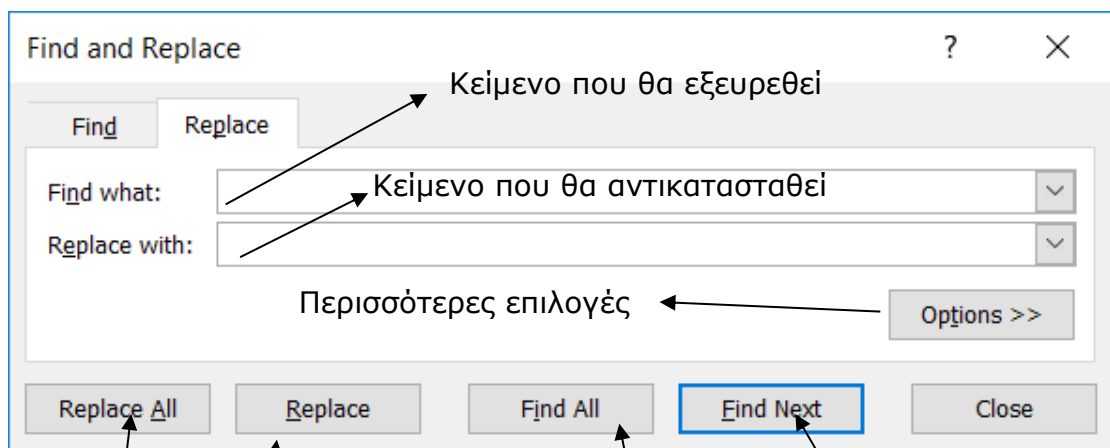 Find and Replace ?
Κείμενο που θα εξευρεθεί
Find Replace
Find what: Κείμενο που θα αντικατασταθεί
Replace with:
Περισσότερες επιλογές
Options >>
Replace All Replace Find All Find Next Close